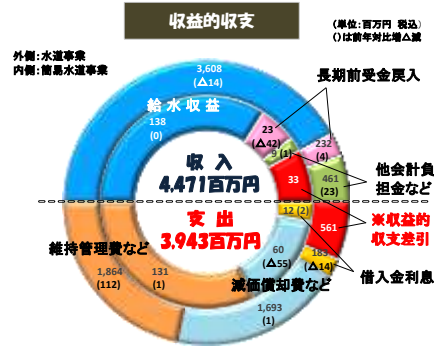 収益的収支
(単位:百万円 税込)
()は前年対比増△減
外側:水道事業
内側:簡易水道事業
3,608
(△14)
長期前受金戻入
給水収益
138
(0)
23
(△42)
232
(4)
9 (1)
他会計負
担金など
461
(23)
収 入
4,471百万円
33
12 (2)
支 出
3,943百万円
561
※収益的
収支差引
維持管理費など
60
(△55)
183
(△14)
借入金利息
1,864
(112)
131
(1)
減価償却費など
1,693
(1)